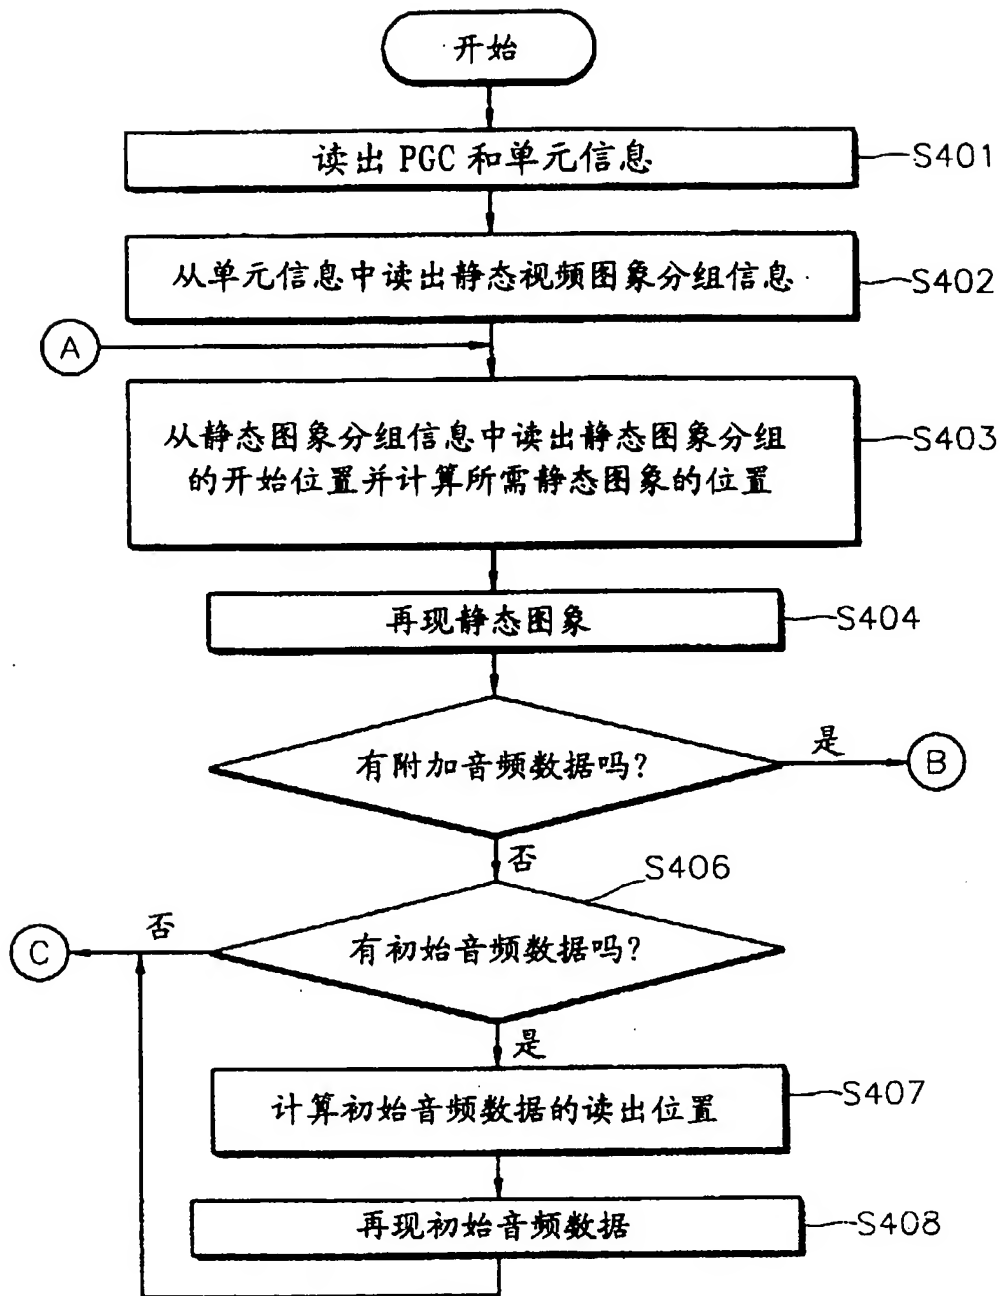 开始
读出 PGC 和单元信息
S401
从单元信息中读出静态视频图象分组信息
S402
A
从静态图象分组信息中读出静态图象分组
的开始位置并计算所需静态图象的位置
S403
再现静态图象
S404
有附加音频数据吗?
是
B
否
S406
有初始音频数据吗?
否
C
是
计算初始音频数据的读出位置
S407
再现初始音频数据
S408